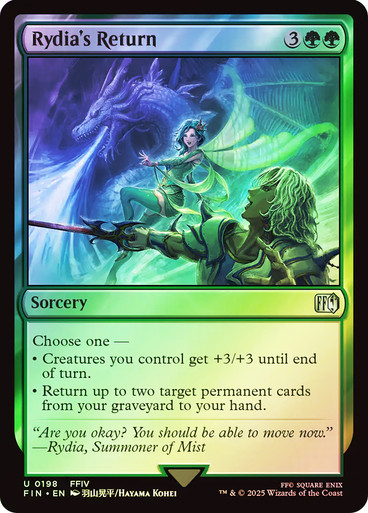 Rydia's Return 3
Sorcery
Choose one —
• Creatures you control get +3/+3 until end
of turn.
• Return up to two target permanent cards
from your graveyard to your hand.
“Are you okay? You should be able to move now.”
—Rydia, Summoner of Mist
U 0198 FFIV FF© SQUARE ENIX
FIN • EN 羽山晃平/Hayama Kohei ™ & © 2025 Wizards of the Coast